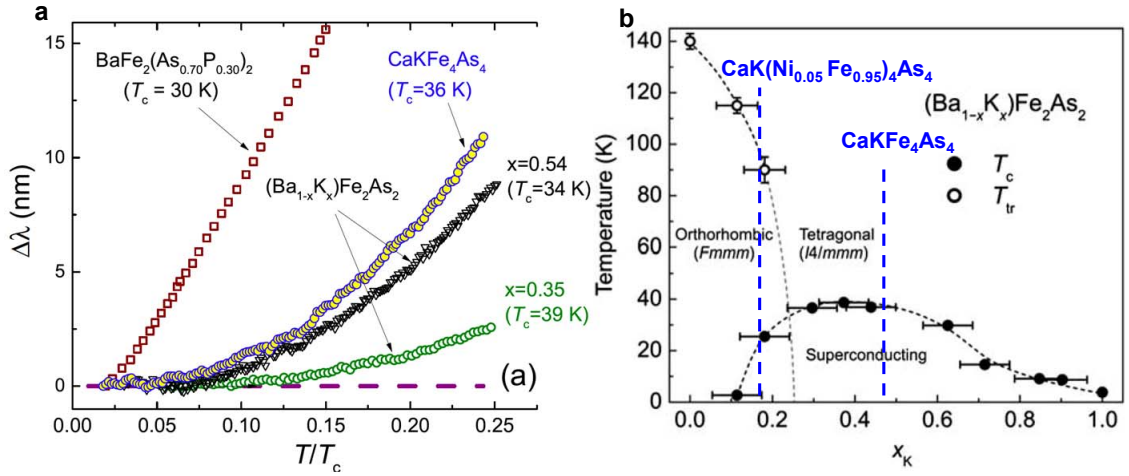 a
15
10
5
0
Δλ (nm)
0.00
0.05
0.10
0.15
0.20
0.25
T/Tc
BaFe2(As0.70P0.30)2
(Tc = 30 K)
CaKFe4As4
(Tc=36 K)
x=0.54
(Tc=34 K)
(Ba1-xKx)Fe2As2
x=0.35
(Tc=39 K)
(a)
b
140
120
100
80
60
40
20
0
Temperature (K)
0.0
0.2
0.4
0.6
0.8
1.0
xK
CaK(Ni0.05 Fe0.95)4As4
(Ba1−xKx)Fe2As2
CaKFe4As4
Tc
Ttr
Orthorhombic
(Fmmm)
Tetragonal
(I4/mmm)
Superconducting